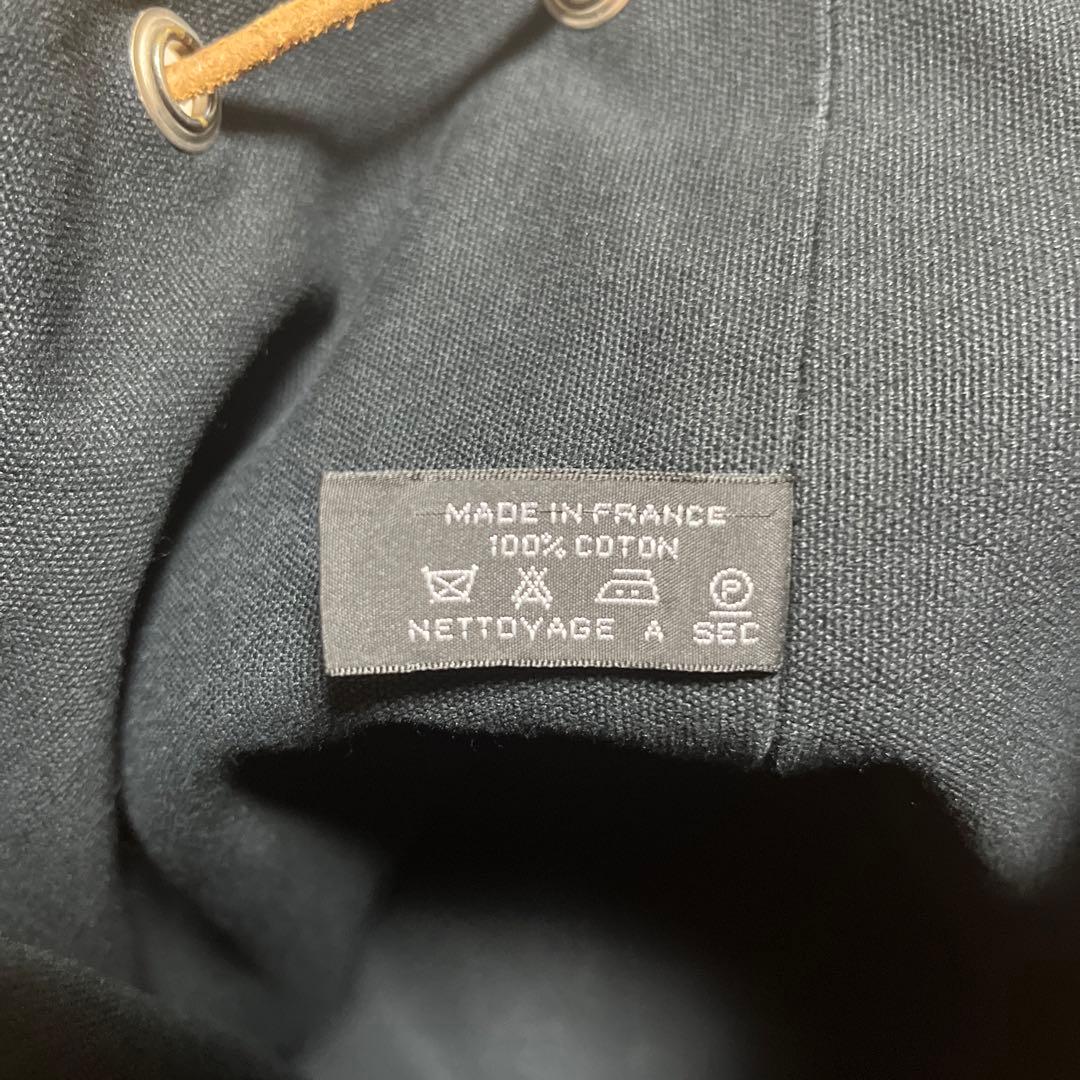 MADE IN FRANCE
100% COTON
P
NETTOYAGE A SEC